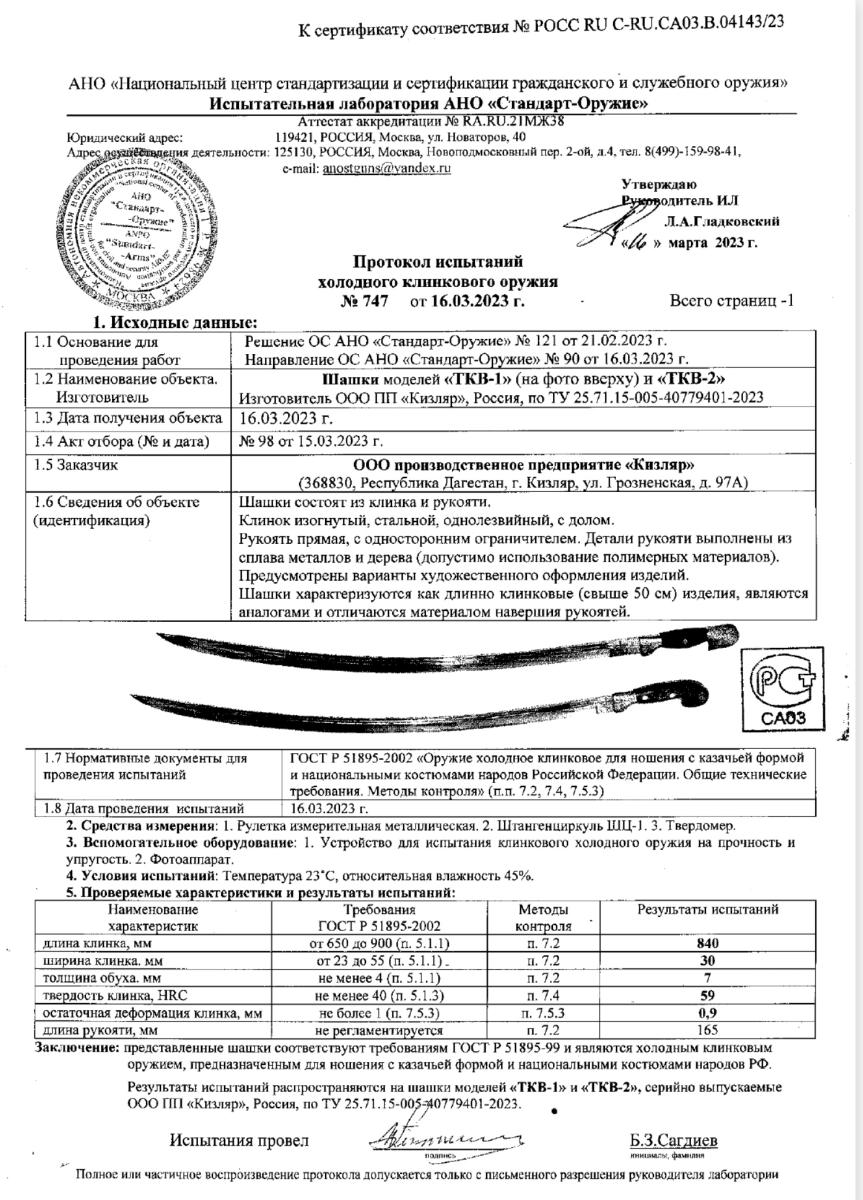 К сертификату соответствия № РОСС RU С-RU.СА03.В.04143/23
АНО «Национальный центр стандартизации и сертификации гражданского и служебного оружия»
Испытательная лаборатория АНО «Стандарт-Оружие»
Аттестат аккредитации № RA.RU.21МЖ38
Юридический адрес: 119421, РОССИЯ, Москва, ул. Новаторов, 40
Адрес осуществления деятельности: 125130, РОССИЯ, Москва, Новоподмосковный пер. 2-ой, д.4, тел. 8(499)-159-98-41,
e-mail: anostguns@yandex.ru
АНО
"Стандарт-
-Оружие"
ANPO
"Standart-
-Arms"
МОСКВА
Утверждаю
Руководитель ИЛ
Л.А.Гладковский
«16» марта 2023 г.
Протокол испытаний
холодного клинкового оружия
№ 747 от 16.03.2023 г.
Всего страниц -1
1. Исходные данные:
1.1 Основание для проведения работ
Решение ОС АНО «Стандарт-Оружие» № 121 от 21.02.2023 г.
Направление ОС АНО «Стандарт-Оружие» № 90 от 16.03.2023 г.
1.2 Наименование объекта. Изготовитель
Шашки моделей «ТКВ-1» (на фото вверху) и «ТКВ-2»
Изготовитель ООО ПП «Кизляр», Россия, по ТУ 25.71.15-005-40779401-2023
1.3 Дата получения объекта 16.03.2023 г.
1.4 Акт отбора (№ и дата) № 98 от 15.03.2023 г.
1.5 Заказчик
ООО производственное предприятие «Кизляр»
(368830, Республика Дагестан, г. Кизляр, ул. Грозненская, д. 97А)
1.6 Сведения об объекте (идентификация)
Шашки состоят из клинка и рукояти.
Клинок изогнутый, стальной, однолезвийный, с долом.
Рукоять прямая, с односторонним ограничителем. Детали рукояти выполнены из
сплава металлов и дерева (допустимо использование полимерных материалов).
Предусмотрены варианты художественного оформления изделий.
Шашки характеризуются как длинно клинковые (свыше 50 см) изделия, являются
аналогами и отличаются материалом навершия рукоятей.
РСТ
СА03
1.7 Нормативные документы для проведения испытаний
ГОСТ Р 51895-2002 «Оружие холодное клинковое для ношения с казачьей формой
и национальными костюмами народов Российской Федерации. Общие технические
требования. Методы контроля» (п.п. 7.2, 7.4, 7.5.3)
1.8 Дата проведения испытаний 16.03.2023 г.
2. Средства измерения: 1. Рулетка измерительная металлическая. 2. Штангенциркуль ШЦ-1. 3. Твердомер.
3. Вспомогательное оборудование: 1. Устройство для испытания клинкового холодного оружия на прочность и
упругость. 2. Фотоаппарат.
4. Условия испытаний: Температура 23°С, относительная влажность 45%.
5. Проверяемые характеристики и результаты испытаний:
Наименование характеристик Требования ГОСТ Р 51895-2002 Методы контроля Результаты испытаний
длина клинка, мм от 650 до 900 (п. 5.1.1) п. 7.2 840
ширина клинка. мм от 23 до 55 (п. 5.1.1) п. 7.2 30
толщина обуха. мм не менее 4 (п. 5.1.1) п. 7.2 7
твердость клинка, HRC не менее 40 (п. 5.1.3) п. 7.4 59
остаточная деформация клинка, мм не более 1 (п. 7.5.3) п. 7.5.3 0,9
длина рукояти, мм не регламентируется п. 7.2 165
Заключение: представленные шашки соответствуют требованиям ГОСТ Р 51895-99 и являются холодным клинковым
оружием, предназначенным для ношения с казачьей формой и национальными костюмами народов РФ.
Результаты испытаний распространяются на шашки моделей «ТКВ-1» и «ТКВ-2», серийно выпускаемые
ООО ПП «Кизляр», Россия, по ТУ 25.71.15-005-40779401-2023.
Испытания провел
подпись
Б.З.Сагдиев
инициалы, фамилия
Полное или частичное воспроизведение протокола допускается только с письменного разрешения руководителя лаборатории